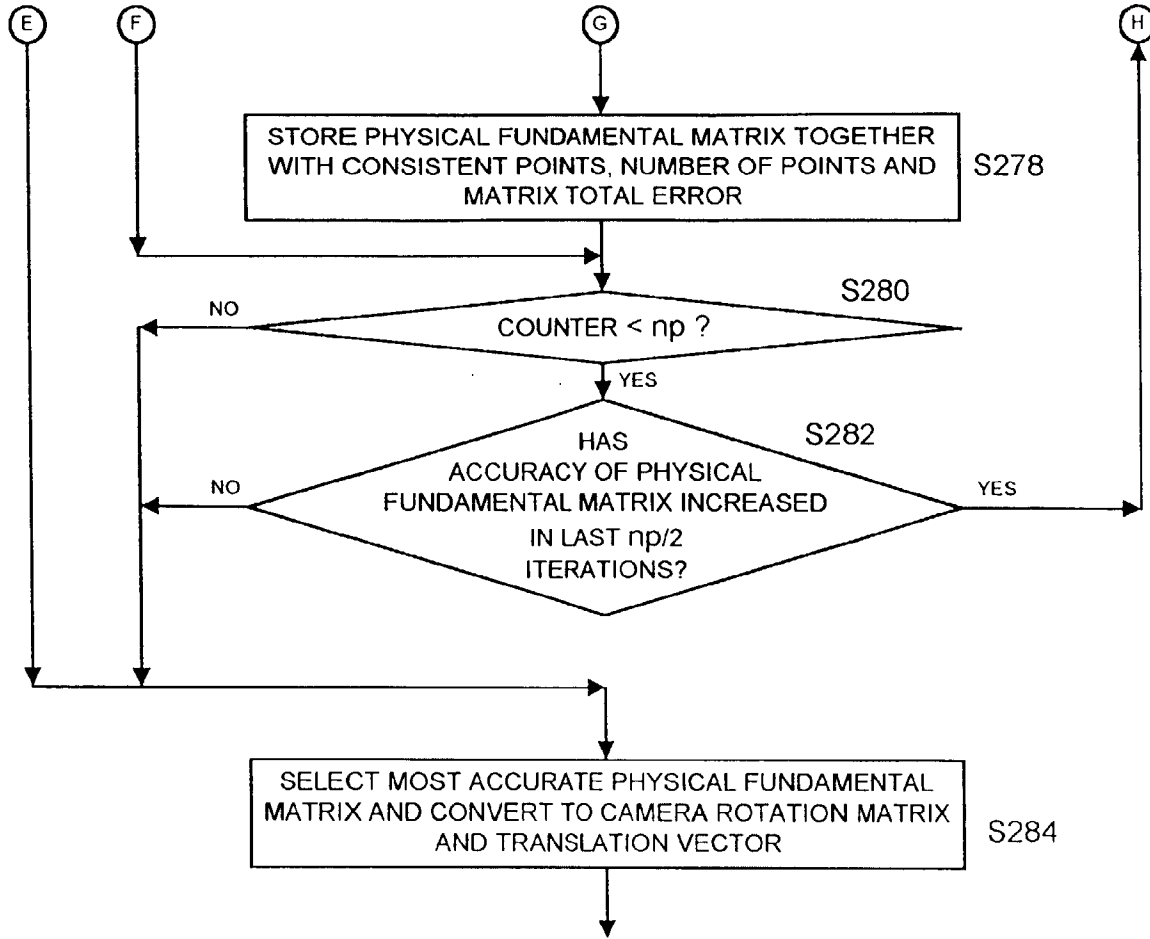 E
F
G
H
STORE PHYSICAL FUNDAMENTAL MATRIX TOGETHER
WITH CONSISTENT POINTS, NUMBER OF POINTS AND
MATRIX TOTAL ERROR
S278
S280
NO
COUNTER < np ?
YES
S282
HAS
ACCURACY OF PHYSICAL
FUNDAMENTAL MATRIX INCREASED
IN LAST np/2
ITERATIONS?
NO
YES
SELECT MOST ACCURATE PHYSICAL FUNDAMENTAL
MATRIX AND CONVERT TO CAMERA ROTATION MATRIX
AND TRANSLATION VECTOR
S284